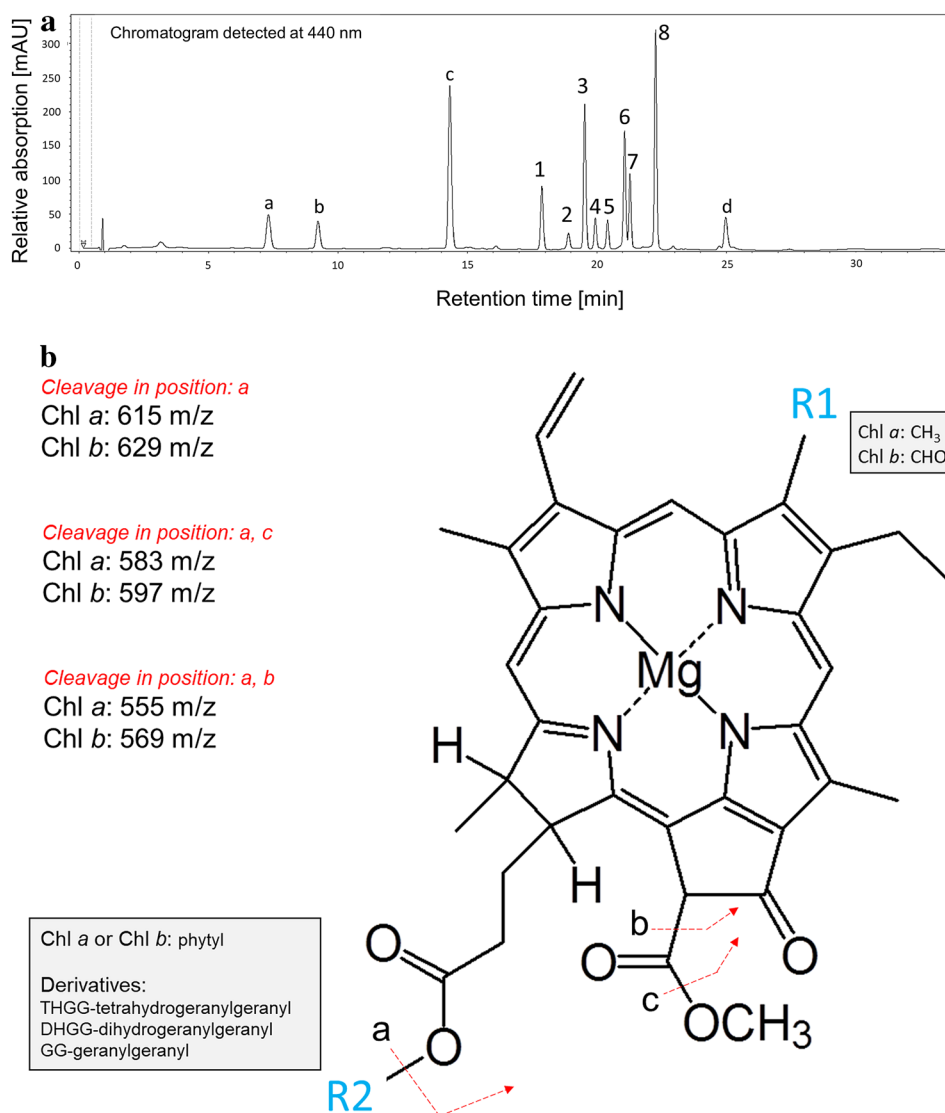 a
Chromatogram detected at 440 nm
Relative absorption [mAU]
300
250
200
150
100
50
0
a
b
c
1
2
3
4
5
6
7
8
d
0
5
10
15
20
25
30
Retention time [min]
b
Cleavage in position: a
Chl a: 615 m/z
Chl b: 629 m/z
Cleavage in position: a, c
Chl a: 583 m/z
Chl b: 597 m/z
Cleavage in position: a, b
Chl a: 555 m/z
Chl b: 569 m/z
R1
Chl a: CH3
Chl b: CHO
N
N
Mg
N
N
H
H
b
c
O
O
OCH3
O
a
O
R2
Chl a or Chl b: phytyl
Derivatives:
THGG-tetrahydrogeranylgeranyl
DHGG-dihydrogeranylgeranyl
GG-geranylgeranyl